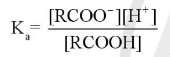 Kₐ = [RCOO⁻][H⁺] / [RCOOH]